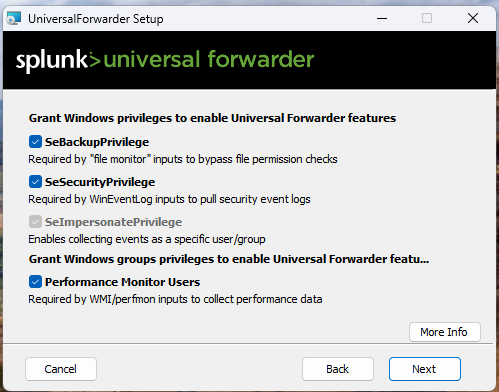 UniversalForwarder Setup
splunk>universal forwarder
Grant Windows privileges to enable Universal Forwarder features
SeBackupPrivilege
Required by "file monitor" inputs to bypass file permission checks
SeSecurityPrivilege
Required by WinEventLog inputs to pull security event logs
SeImpersonatePrivilege
Enables collecting events as a specific user/group
Grant Windows groups privileges to enable Universal Forwarder featu...
Performance Monitor Users
Required by WMI/perfmon inputs to collect performance data
More Info
Cancel Back Next